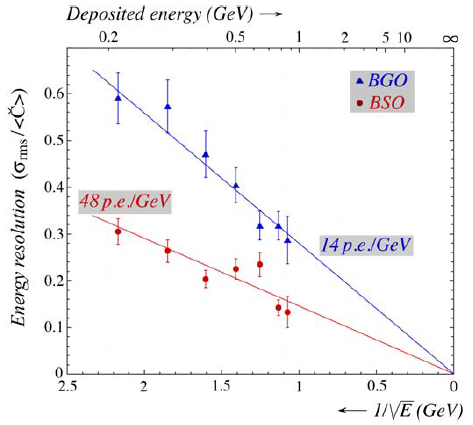 Deposited energy → (GeV)
0.2 0.5 1 2 5 10 ∞
Energy resolution (σrms / <Č>)
0.6
0.5
0.4
0.3
0.2
0.1
0
BGO
BSO
48 p.e./GeV
14 p.e./GeV
2.5 2 1.5 1 0.5 0
← 1/√E (GeV)